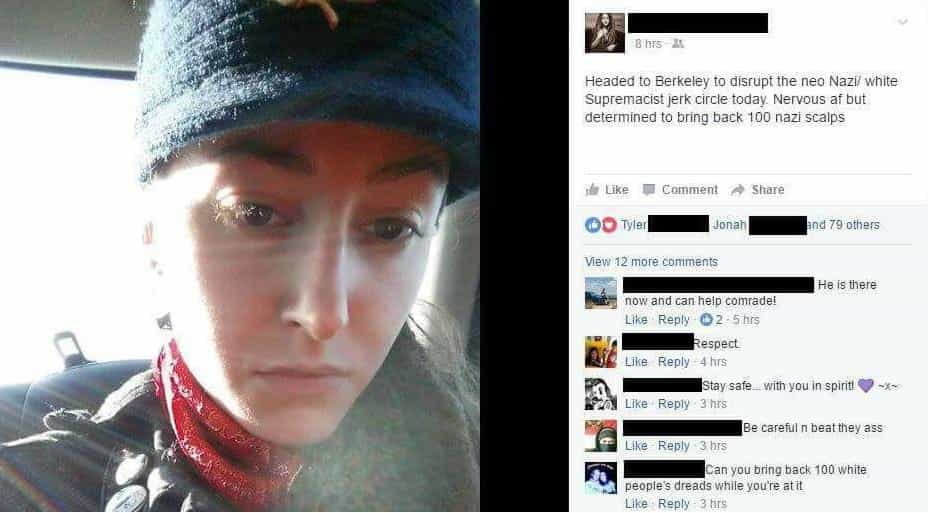 8 hrs
Headed to Berkeley to disrupt the neo Nazi/ white
Supremacist jerk circle today. Nervous af but
determined to bring back 100 nazi scalps
Like Comment Share
Tyler Jonah and 79 others
View 12 more comments
He is there
now and can help comrade!
Like · Reply · 2 · 5 hrs
Respect.
Like · Reply · 4 hrs
Stay safe... with you in spirit! 💜 ~x~
Like · Reply · 3 hrs
Be careful n beat they ass
Like · Reply · 3 hrs
Can you bring back 100 white
people's dreads while you're at it
Like · Reply · 3 hrs